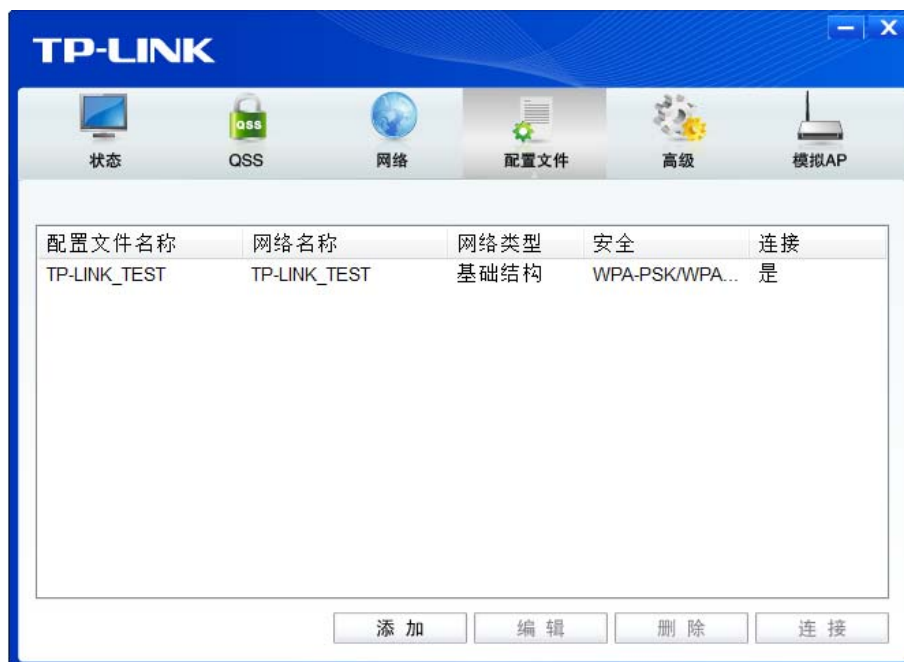 TP-LINK
QSS
状态 QSS 网络 配置文件 高级 模拟AP
配置文件名称 网络名称 网络类型 安全 连接
TP-LINK_TEST TP-LINK_TEST 基础结构 WPA-PSK/WPA... 是
添加 编辑 删除 连接